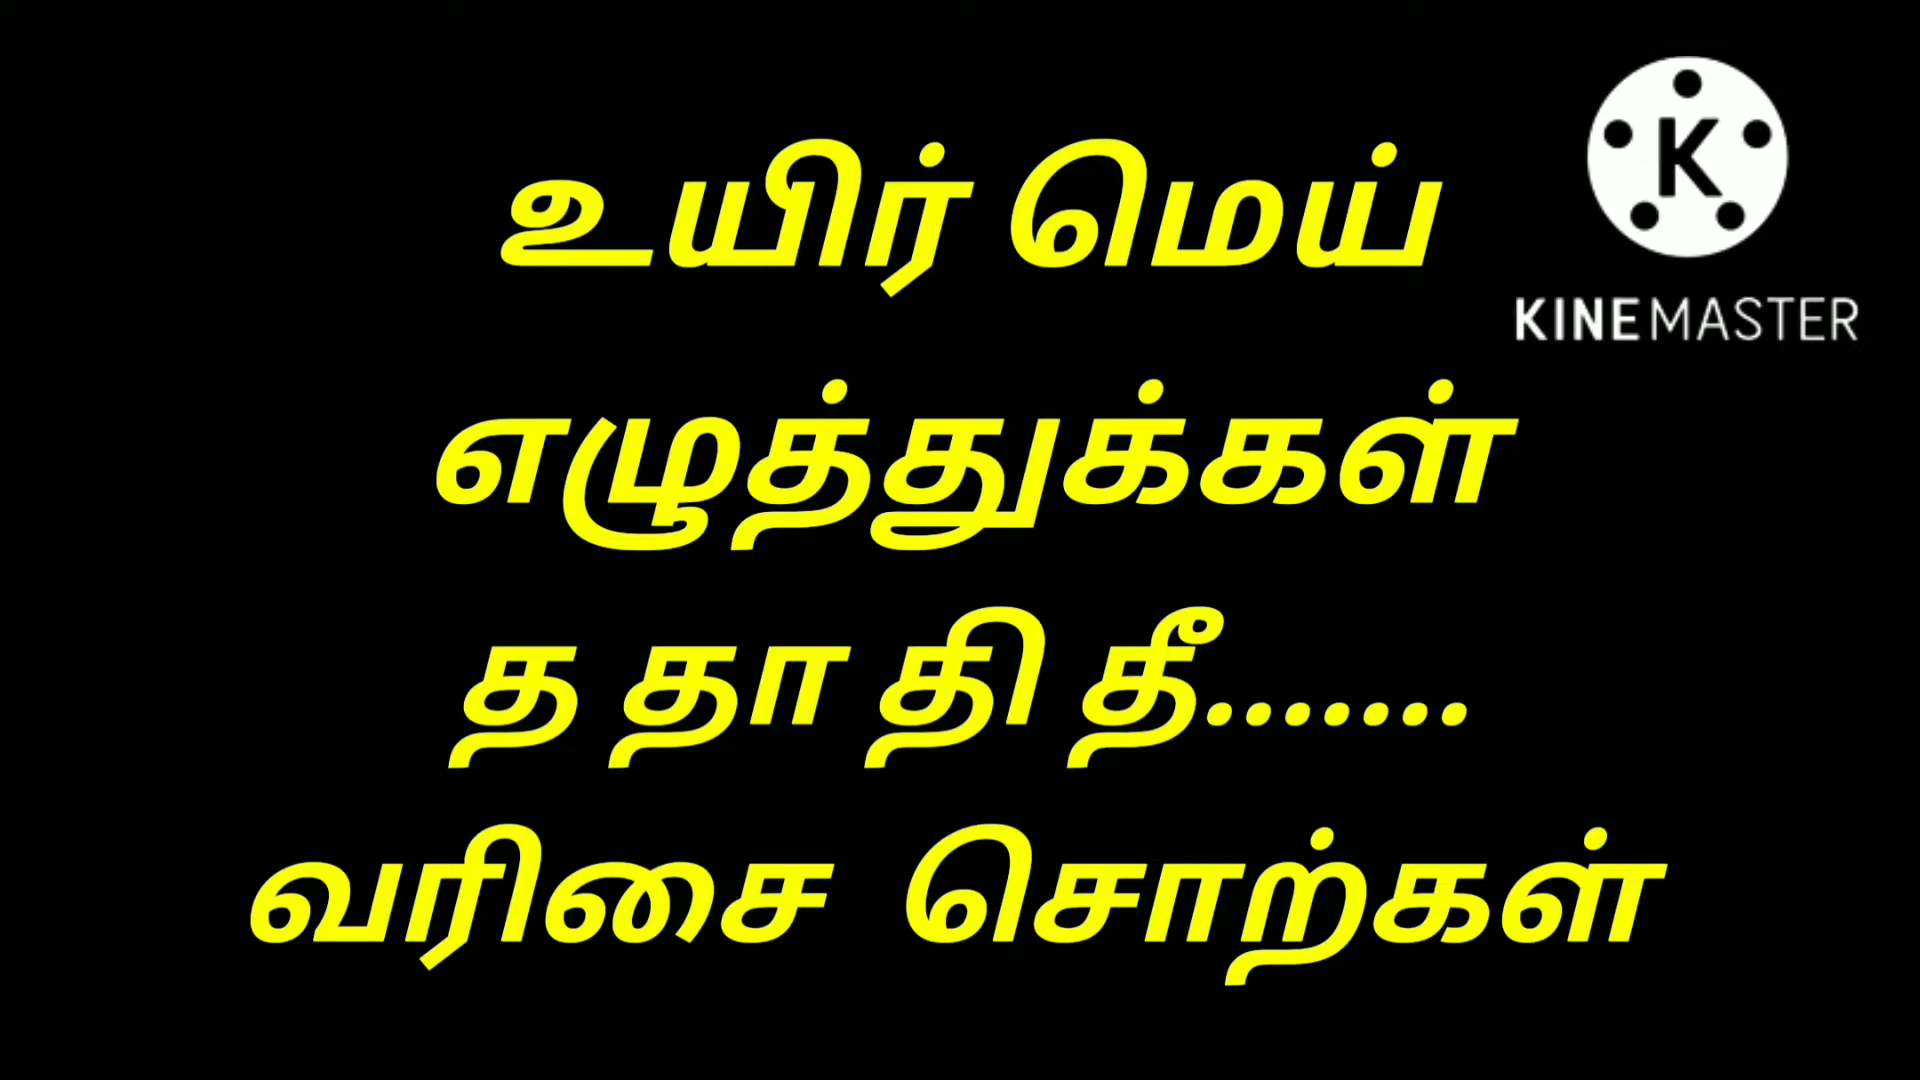 உயிர் மெய்
KINEMASTER
எழுத்துக்கள்
த தா தி தீ.......
வரிசை சொற்கள்